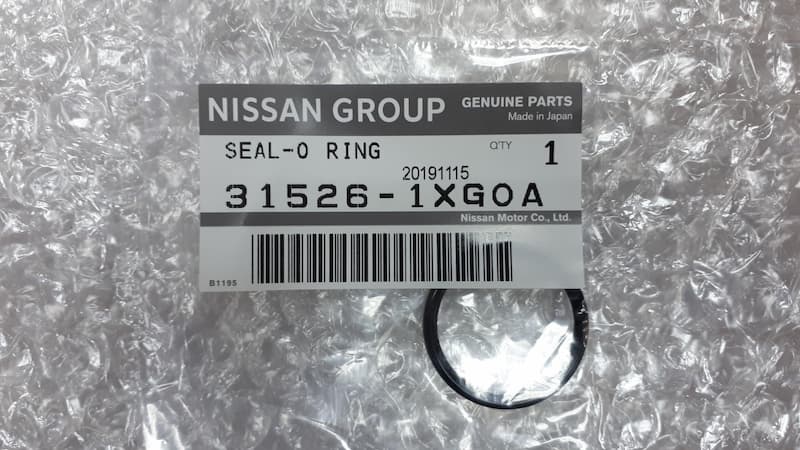 NISSAN GROUP GENUINE PARTS
Made in Japan
SEAL-O RING Q'TY 1
20191115
31526-1XG0A
Nissan Motor Co., Ltd.
B1195